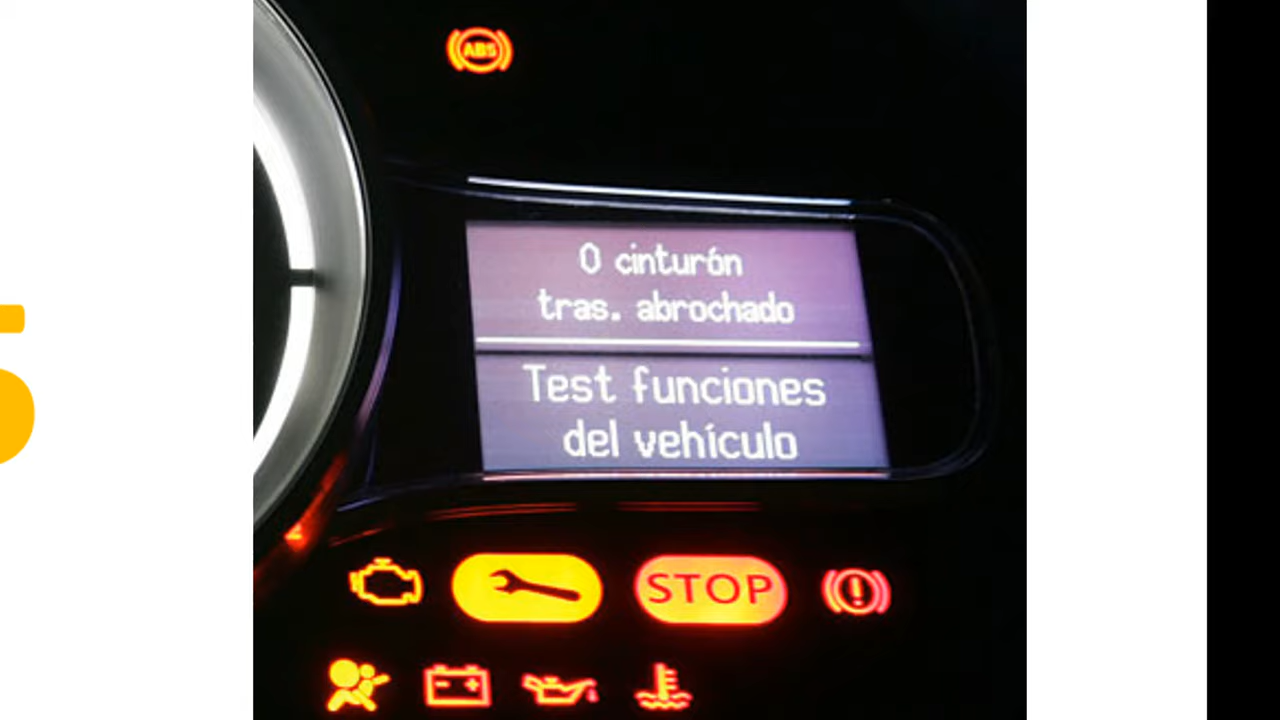 ABS
0 cinturón
tras. abrochado
Test funciones
del vehículo
STOP